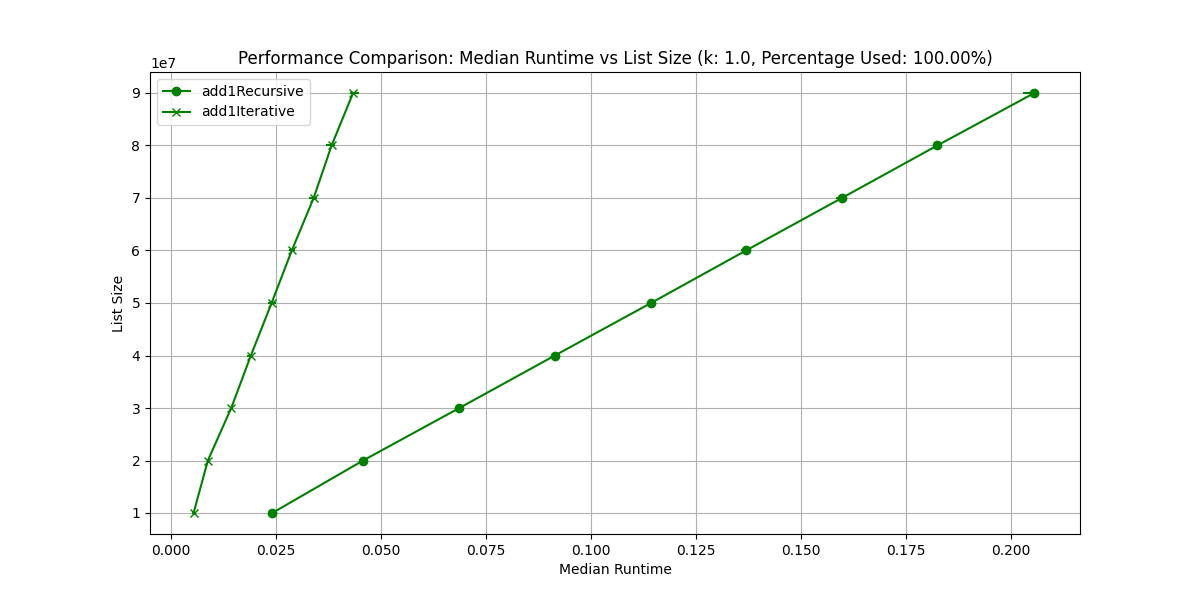 Performance Comparison: Median Runtime vs List Size (k: 1.0, Percentage Used: 100.00%)
1e7
add1Recursive
add1Iterative
9
8
7
6
5
4
3
2
1
List Size
0.000 0.025 0.050 0.075 0.100 0.125 0.150 0.175 0.200
Median Runtime